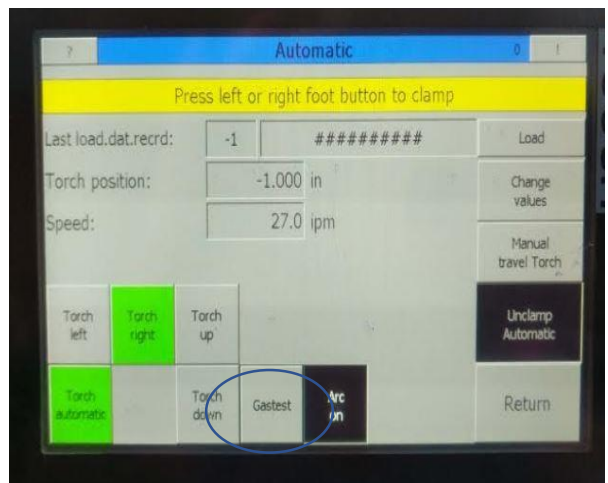 ? Automatic 0 !
Press left or right foot button to clamp
Last load.dat.recrd: -1 ########## Load
Torch position: -1.000 in Change
values
Speed: 27.0 ipm
Manual
travel Torch
Torch
left
Torch
right
Torch
up
Unclamp
Automatic
Torch
automatic
Torch
down
Gastest
Arc
on
Return